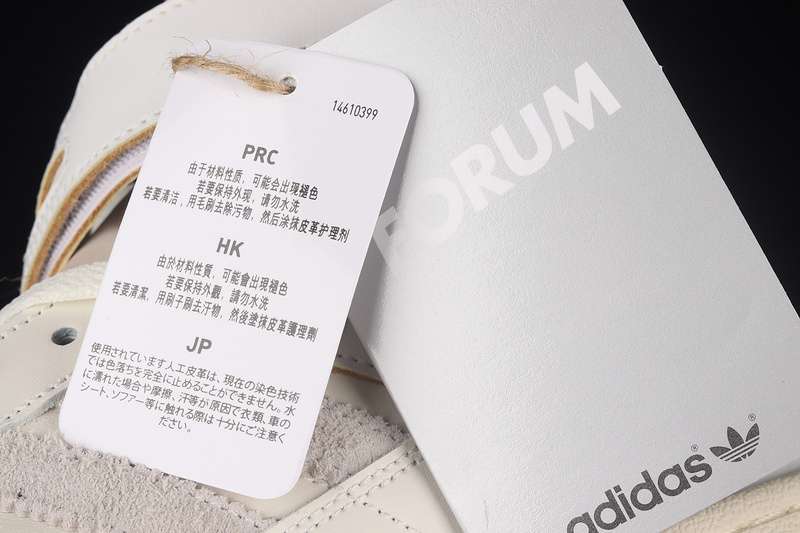 14610399
PRC
由于材料性质，可能会出現褪色
若要保持外现，请勿水洗
若要清洁，用毛刷去除污物，然后涂抹皮革护理剂
HK
由於材料性質，可能會出現褪色
若要保持外觀，請勿水洗
若要清潔，用刷子刷去汗物，然後塗抹皮革護理劑
JP
使用されています人工皮革は、現在の染色技術
では色落ちを完全に止めることができません。水
に濡れた場合や摩擦、汗等が原因で衣類、車の
シート、ソファー等に触れる際は十分にご注意く
ださい。
FORUM
adidas®